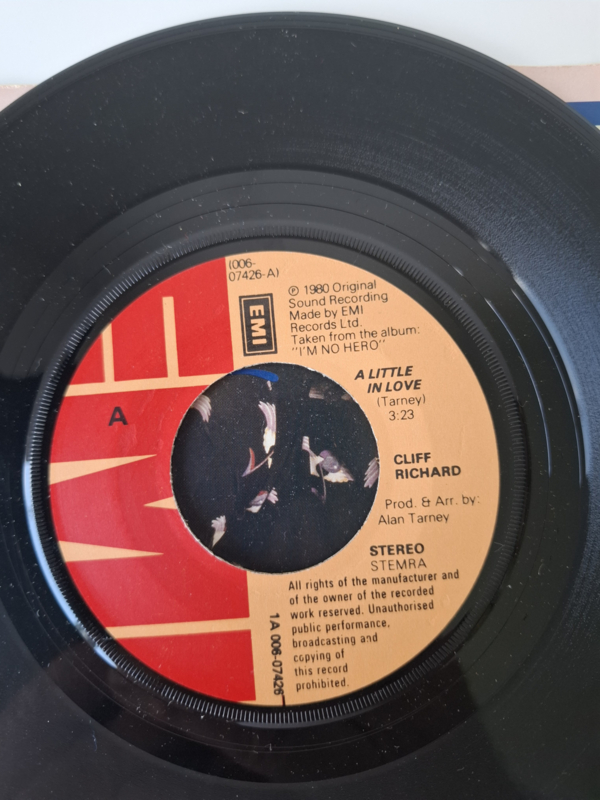 (006-
07426-A)
EMI
℗ 1980 Original
Sound Recording
Made by EMI
Records Ltd.
Taken from the album:
"I'M NO HERO"
A LITTLE
IN LOVE
(Tarney)
3:23
A
CLIFF
RICHARD
Prod. & Arr. by:
Alan Tarney
STEREO
STEMRA
All rights of the manufacturer and
of the owner of the recorded
work reserved. Unauthorised
public performance,
broadcasting and
copying of
this record
prohibited.
1A 006-07426
EMI